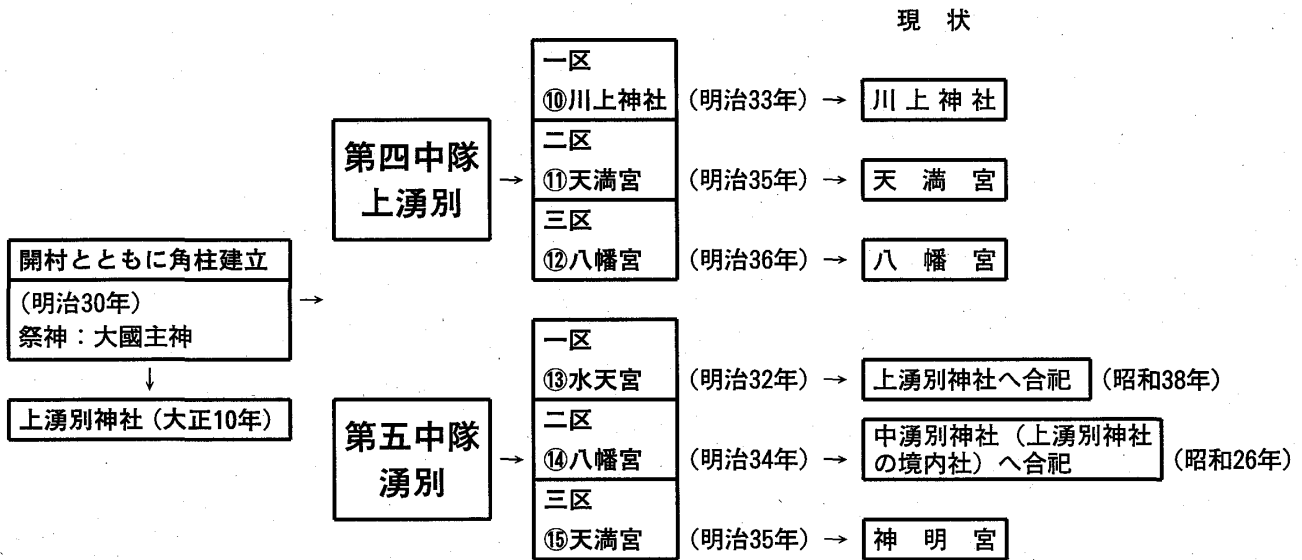 現 状
開村とともに角柱建立
(明治30年)
祭神:大國主神
↓
上湧別神社(大正10年)
→
第四中隊
上湧別
→
一区
⑩川上神社 (明治33年) → 川 上 神 社
二区
⑪天満宮 (明治35年) → 天 満 宮
三区
⑫八幡宮 (明治36年) → 八 幡 宮
第五中隊
湧別
→
一区
⑬水天宮 (明治32年) → 上湧別神社へ合祀 (昭和38年)
二区
⑭八幡宮 (明治34年) → 中湧別神社(上湧別神社
の境内社)へ合祀 (昭和26年)
三区
⑮天満宮 (明治35年) → 神 明 宮